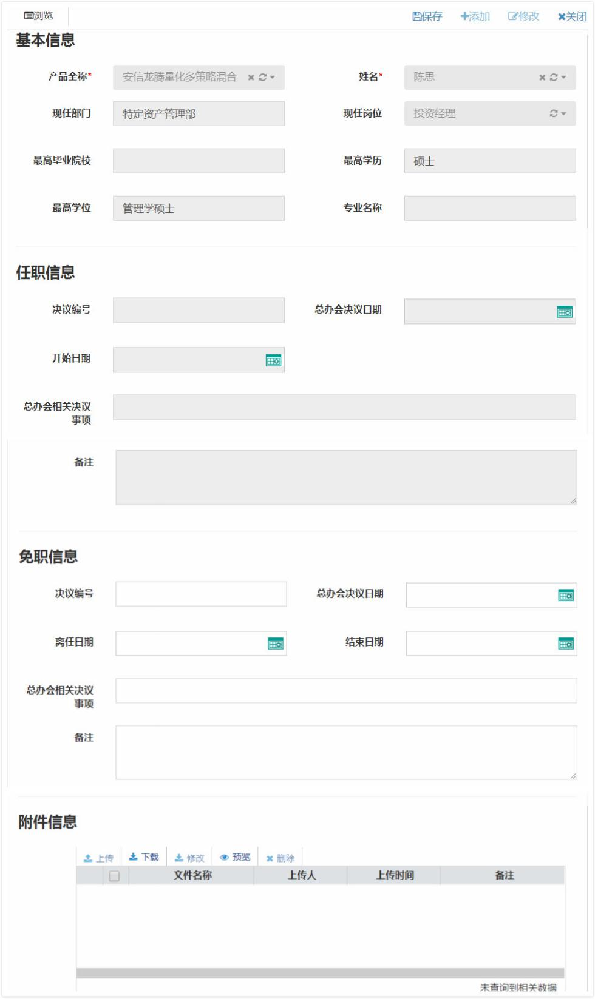 浏览 保存 添加 修改 关闭
基本信息
产品全称* 安信龙腾量化多策略混合 姓名* 陈思
现任部门 特定资产管理部 现任岗位 投资经理
最高毕业院校 最高学历 硕士
最高学位 管理学硕士 专业名称
任职信息
决议编号 总办会决议日期
开始日期
总办会相关决议
事项
备注
免职信息
决议编号 总办会决议日期
离任日期 结束日期
总办会相关决议
事项
备注
附件信息
上传 下载 修改 预览 删除
文件名称 上传人 上传时间 备注
未查询到相关数据